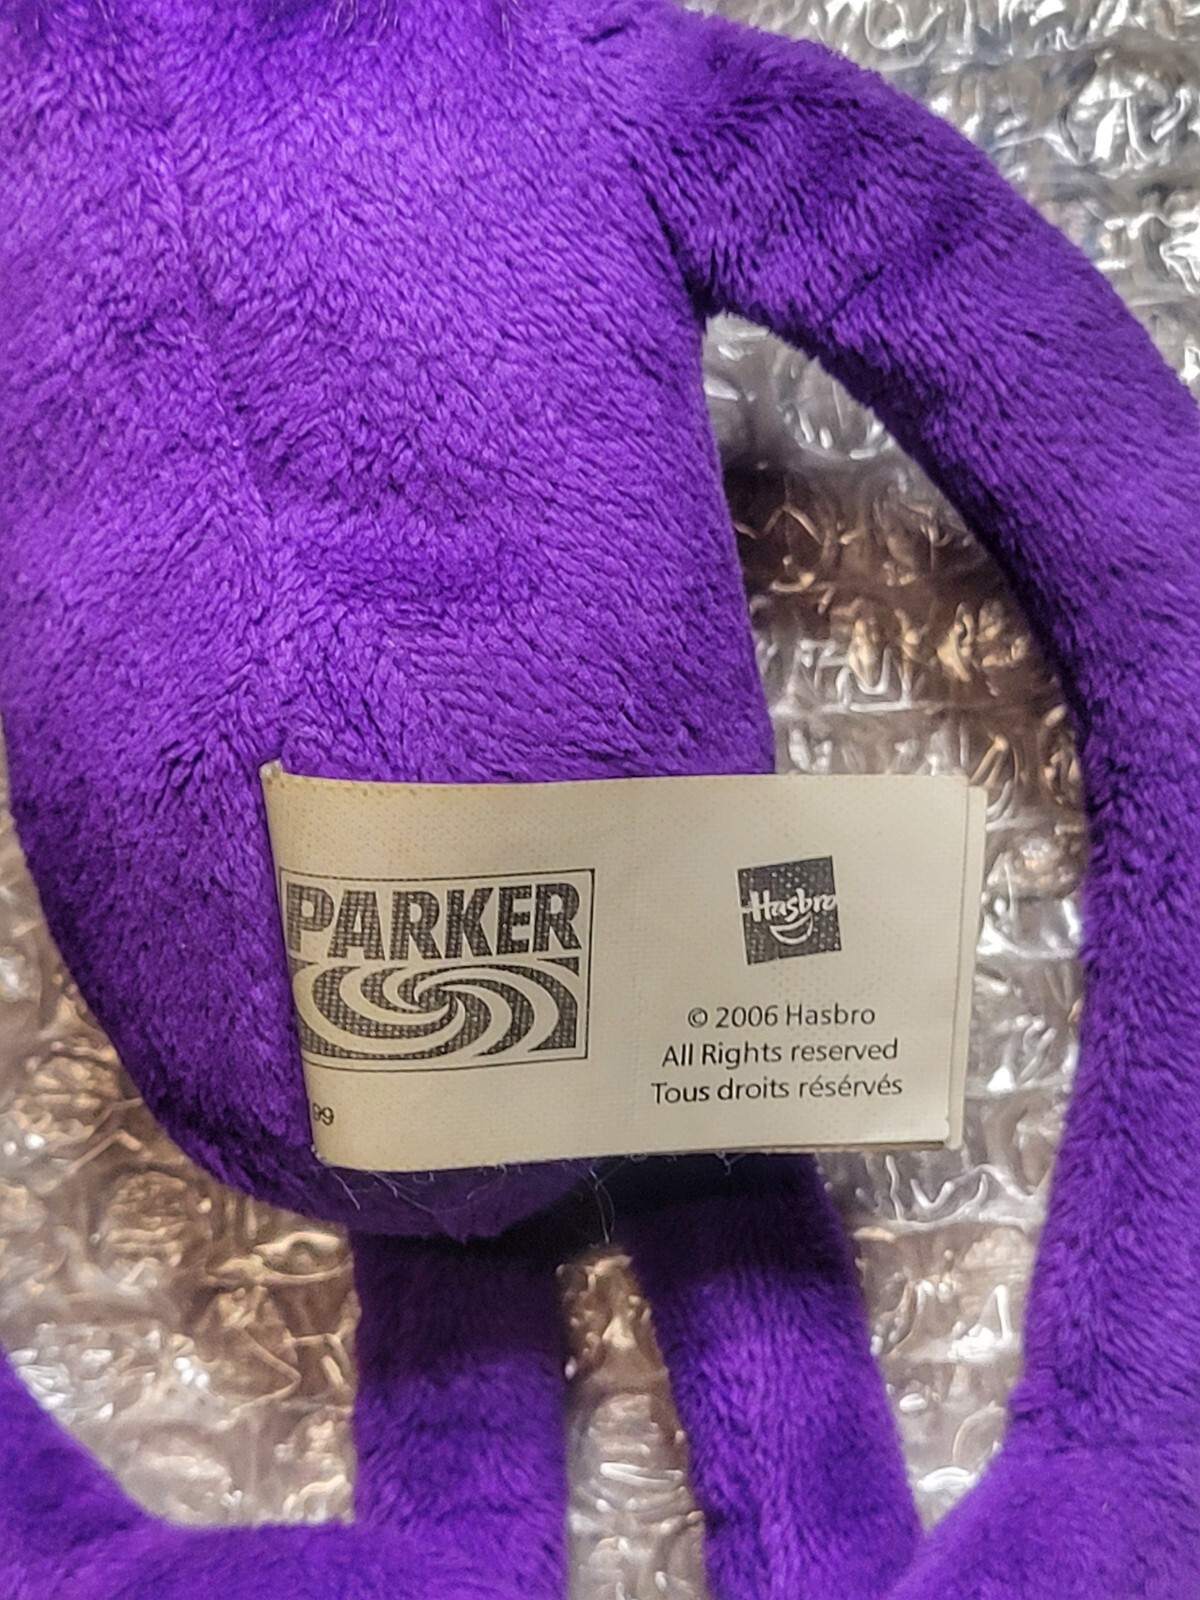 PARKER
Hasbro
© 2006 Hasbro
All Rights reserved
Tous droits résérvés
99